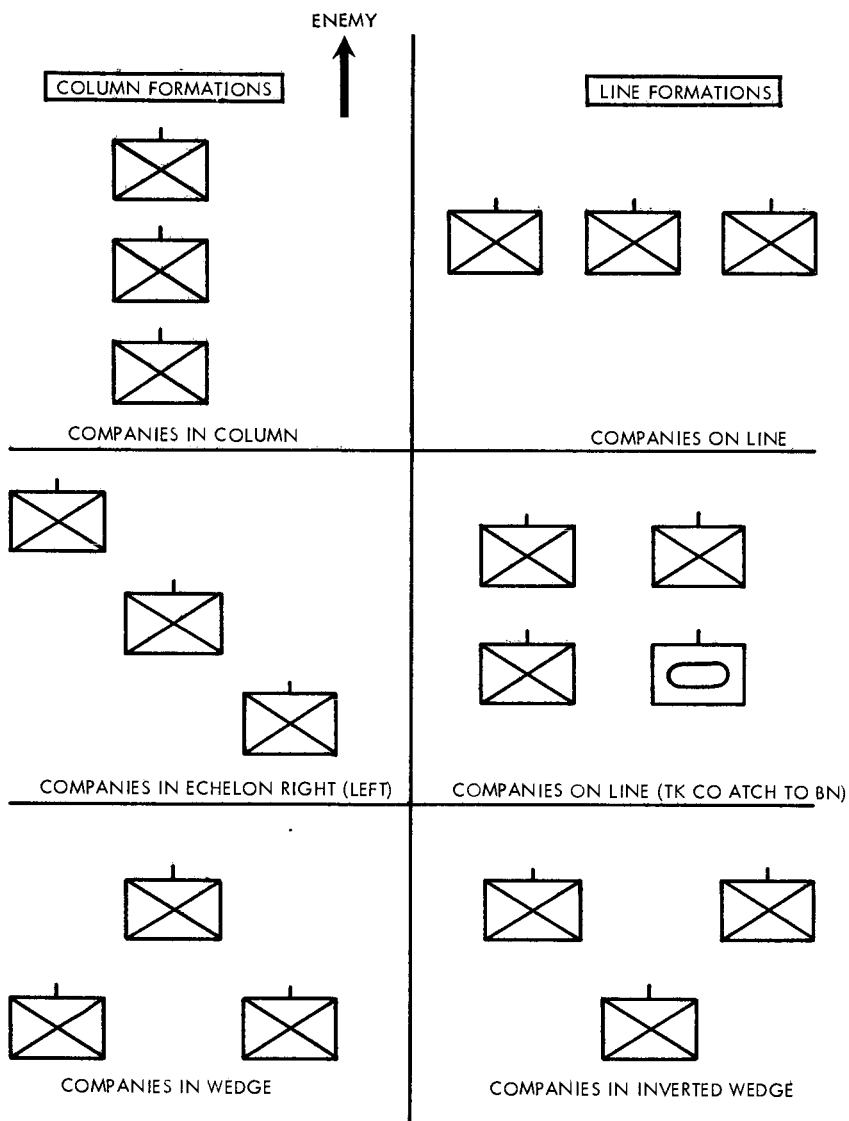 ENEMY
COLUMN FORMATIONS
LINE FORMATIONS
COMPANIES IN COLUMN
COMPANIES ON LINE
COMPANIES IN ECHELON RIGHT (LEFT)
COMPANIES ON LINE (TK CO ATCH TO BN)
COMPANIES IN WEDGE
COMPANIES IN INVERTED WEDGE